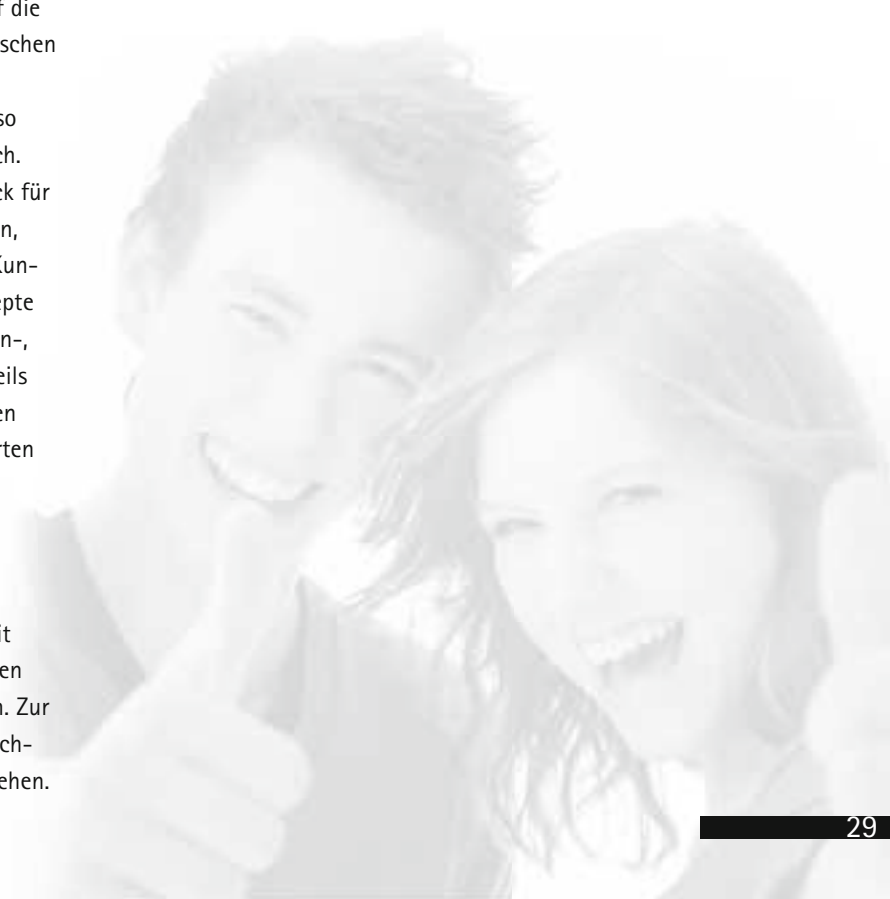 f die
schen
so
ch.
ck für
n,
Kun-
epte
n-,
eils
en
rten
it
en
n. Zur
ch-
ehen.
29